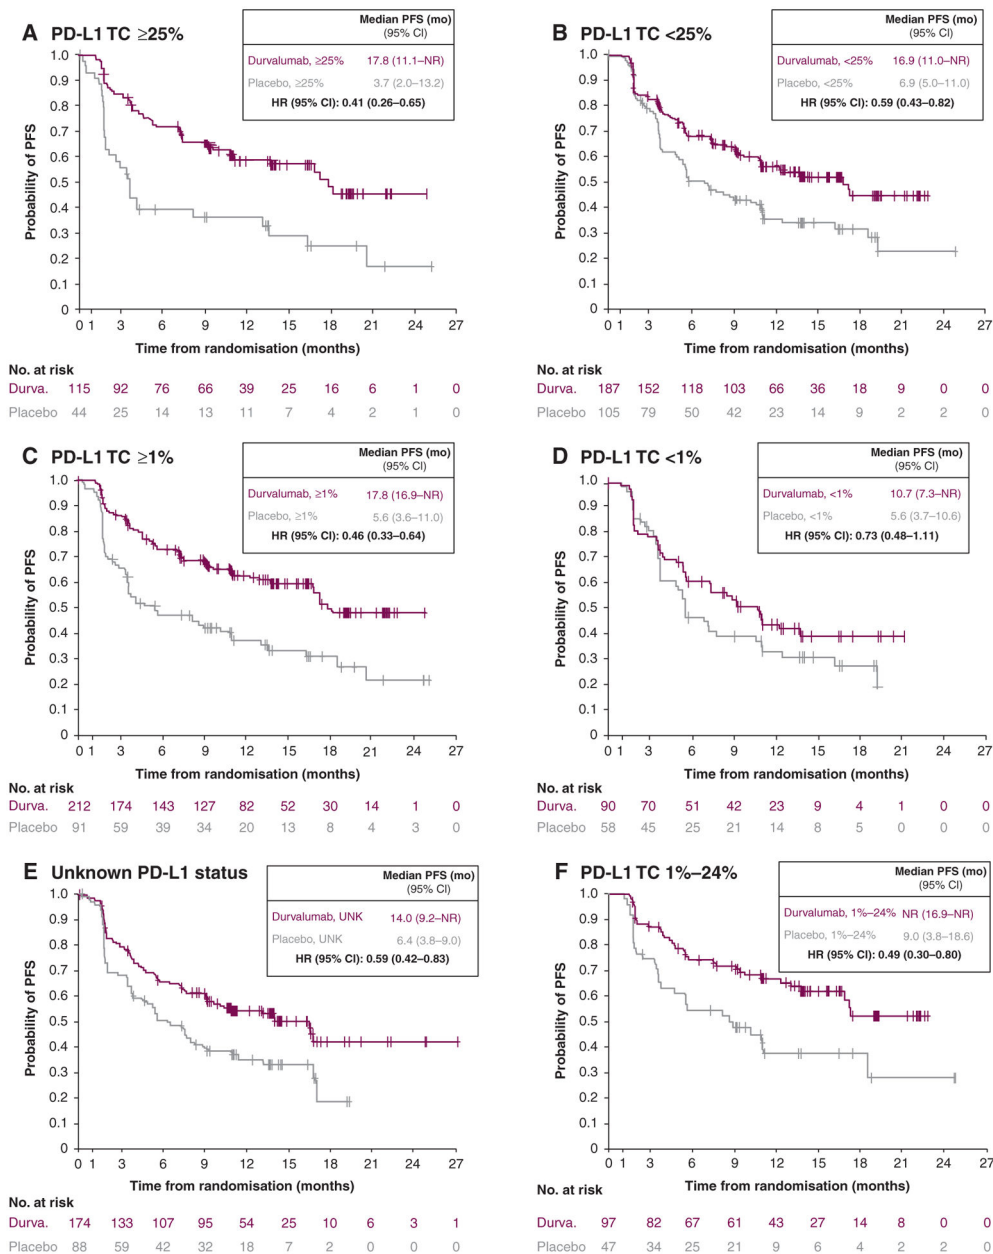 A PD-L1 TC ≥25%
Median PFS (mo)
(95% CI)
Durvalumab, ≥25% 17.8 (11.1–NR)
Placebo, ≥25% 3.7 (2.0–13.2)
HR (95% CI): 0.41 (0.26–0.65)
Probability of PFS
1.0
0.9
0.8
0.7
0.6
0.5
0.4
0.3
0.2
0.1
0
0 1 3 6 9 12 15 18 21 24 27
Time from randomisation (months)
No. at risk
Durva. 115 92 76 66 39 25 16 6 1 0
Placebo 44 25 14 13 11 7 4 2 1 0
B PD-L1 TC <25%
Median PFS (mo)
(95% CI)
Durvalumab, <25% 16.9 (11.0–NR)
Placebo, <25% 6.9 (5.0–11.0)
HR (95% CI): 0.59 (0.43–0.82)
Probability of PFS
1.0
0.9
0.8
0.7
0.6
0.5
0.4
0.3
0.2
0.1
0
0 1 3 6 9 12 15 18 21 24 27
Time from randomisation (months)
No. at risk
Durva. 187 152 118 103 66 36 18 9 0 0
Placebo 105 79 50 42 23 14 9 2 2 0
C PD-L1 TC ≥1%
Median PFS (mo)
(95% CI)
Durvalumab, ≥1% 17.8 (16.9–NR)
Placebo, ≥1% 5.6 (3.6–11.0)
HR (95% CI): 0.46 (0.33–0.64)
Probability of PFS
1.0
0.9
0.8
0.7
0.6
0.5
0.4
0.3
0.2
0.1
0
0 1 3 6 9 12 15 18 21 24 27
Time from randomisation (months)
No. at risk
Durva. 212 174 143 127 82 52 30 14 1 0
Placebo 91 59 39 34 20 13 8 4 3 0
D PD-L1 TC <1%
Median PFS (mo)
(95% CI)
Durvalumab, <1% 10.7 (7.3–NR)
Placebo, <1% 5.6 (3.7–10.6)
HR (95% CI): 0.73 (0.48–1.11)
Probability of PFS
1.0
0.9
0.8
0.7
0.6
0.5
0.4
0.3
0.2
0.1
0
0 1 3 6 9 12 15 18 21 24 27
Time from randomisation (months)
No. at risk
Durva. 90 70 51 42 23 9 4 1 0 0
Placebo 58 45 25 21 14 8 5 0 0 0
E Unknown PD-L1 status
Median PFS (mo)
(95% CI)
Durvalumab, UNK 14.0 (9.2–NR)
Placebo, UNK 6.4 (3.8–9.0)
HR (95% CI): 0.59 (0.42–0.83)
Probability of PFS
1.0
0.9
0.8
0.7
0.6
0.5
0.4
0.3
0.2
0.1
0
0 1 3 6 9 12 15 18 21 24 27
Time from randomisation (months)
No. at risk
Durva. 174 133 107 95 54 25 10 6 3 1
Placebo 88 59 42 32 18 7 2 0 0 0
F PD-L1 TC 1%–24%
Median PFS (mo)
(95% CI)
Durvalumab, 1%–24% NR (16.9–NR)
Placebo, 1%–24% 9.0 (3.8–18.6)
HR (95% CI): 0.49 (0.30–0.80)
Probability of PFS
1.0
0.9
0.8
0.7
0.6
0.5
0.4
0.3
0.2
0.1
0
0 1 3 6 9 12 15 18 21 24 27
Time from randomisation (months)
No. at risk
Durva. 97 82 67 61 43 27 14 8 0 0
Placebo 47 34 25 21 9 6 4 2 2 0